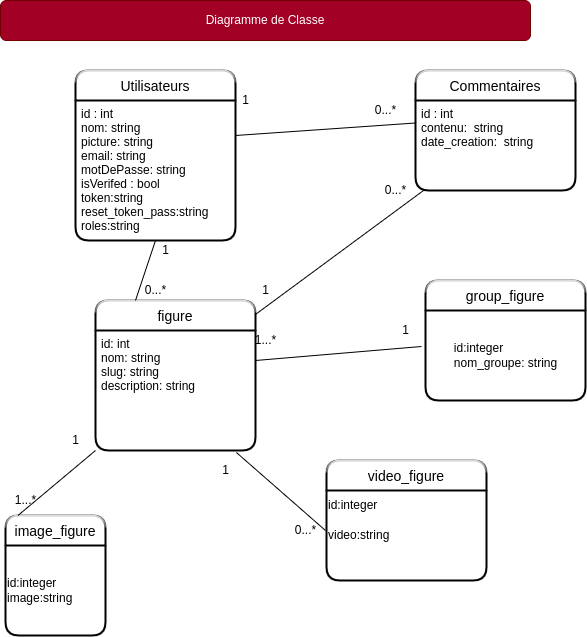 Diagramme de Classe
Utilisateurs
id : int
nom: string
picture: string
email: string
motDePasse: string
isVerifed : bool
token:string
reset_token_pass:string
roles:string
1
0...*
Commentaires
id : int
contenu:  string
date_creation:  string
0...*
1
1
0...*
figure
id: int
nom: string
slug: string
description: string
1...*
1
group_figure
id:integer
nom_groupe: string
1
1...*
image_figure
id:integer
image:string
1
0...*
video_figure
id:integer
video:string